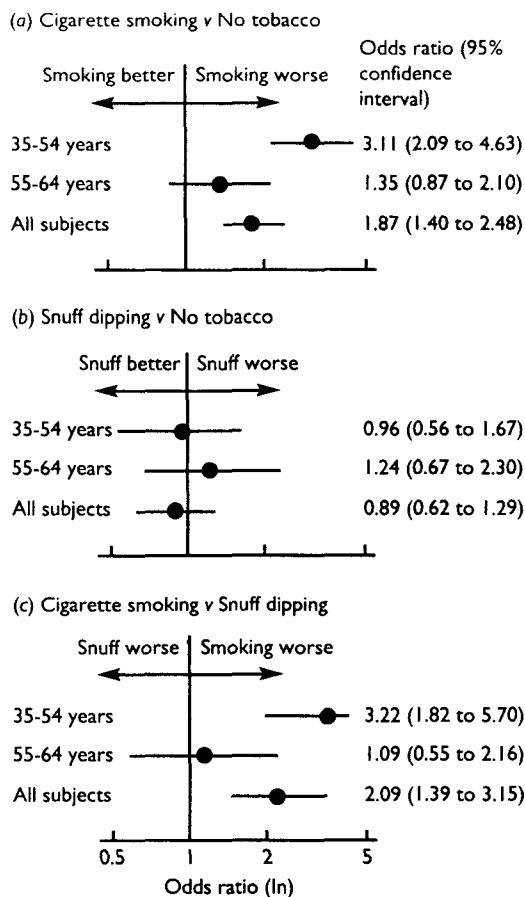 (a) Cigarette smoking v No tobacco
Odds ratio (95%
confidence
interval)
Smoking better Smoking worse
35-54 years 3.11 (2.09 to 4.63)
55-64 years 1.35 (0.87 to 2.10)
All subjects 1.87 (1.40 to 2.48)
(b) Snuff dipping v No tobacco
Snuff better Snuff worse
35-54 years 0.96 (0.56 to 1.67)
55-64 years 1.24 (0.67 to 2.30)
All subjects 0.89 (0.62 to 1.29)
(c) Cigarette smoking v Snuff dipping
Snuff worse Smoking worse
35-54 years 3.22 (1.82 to 5.70)
55-64 years 1.09 (0.55 to 2.16)
All subjects 2.09 (1.39 to 3.15)
0.5 1 2 5
Odds ratio (ln)